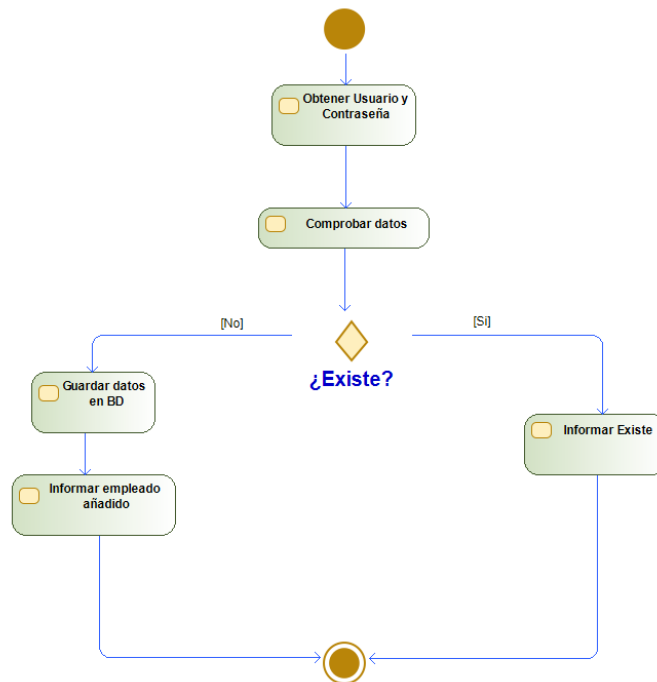 Obtener Usuario y
Contraseña
Comprobar datos
[No]
[Si]
¿Existe?
Guardar datos
en BD
Informar Existe
Informar empleado
añadido